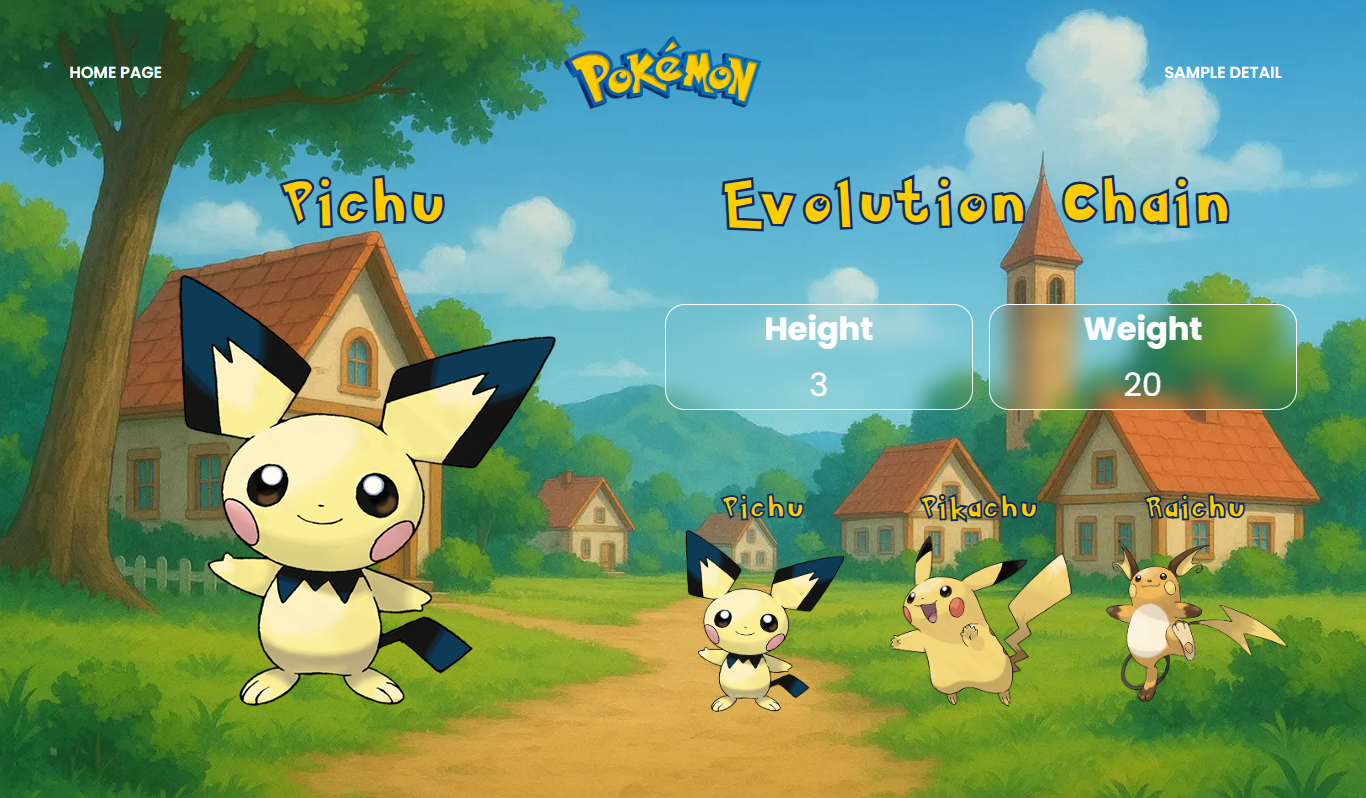 HOME PAGE
POKéMON
SAMPLE DETAIL
Pichu
Evolution Chain
Height
3
Weight
20
Pichu
Pikachu
Raichu